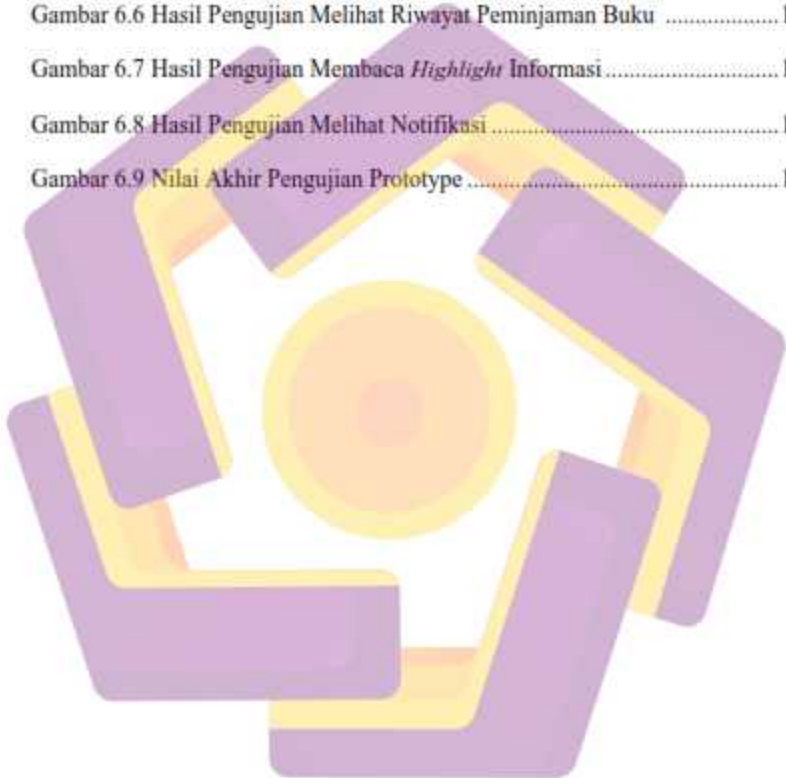 Gambar 6.6 Hasil Pengujian Melihat Riwayat Peminjaman Buku ...................
Gambar 6.7 Hasil Pengujian Membaca Highlight Informasi .............................
Gambar 6.8 Hasil Pengujian Melihat Notifikasi ................................................
Gambar 6.9 Nilai Akhir Pengujian Prototype ....................................................